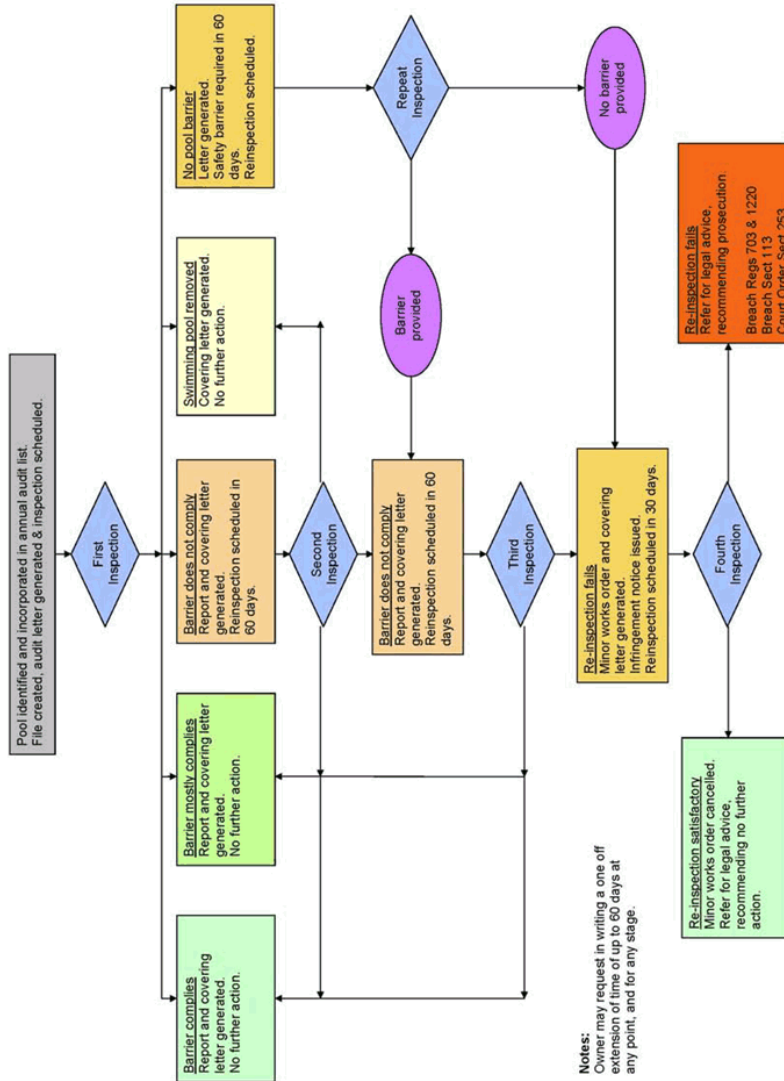 Pool identified and incorporated in annual audit list.
File created, audit letter generated & inspection scheduled.
First
Inspection
Barrier complies
Report and covering
letter generated.
No further action.
Barrier mostly complies
Report and covering letter
generated.
No further action.
Barrier does not comply
Report and covering letter
generated.
Reinspection scheduled in
60 days.
Swimming pool removed
Covering letter generated.
No further action.
No pool barrier
Letter generated.
Safety barrier required in 60
days.
Reinspection scheduled.
Second
Inspection
Repeat
Inspection
Barrier does not comply
Report and covering letter
generated.
Reinspection scheduled in 60
days.
Barrier
provided
Third
Inspection
No barrier
provided
Re-inspection fails
Minor works order and covering
letter generated.
Infringement notice issued.
Reinspection scheduled in 30 days.
Notes:
Owner may request in writing a one off
extension of time of up to 60 days at
any point, and for any stage.
Fourth
Inspection
Re-inspection satisfactory
Minor works order cancelled.
Refer for legal advice,
recommending no further
action.
Re-inspection fails
Refer for legal advice,
recommending prosecution.
Breach Regs 703 & 1220
Breach Sect 113
Court Order Sect 253